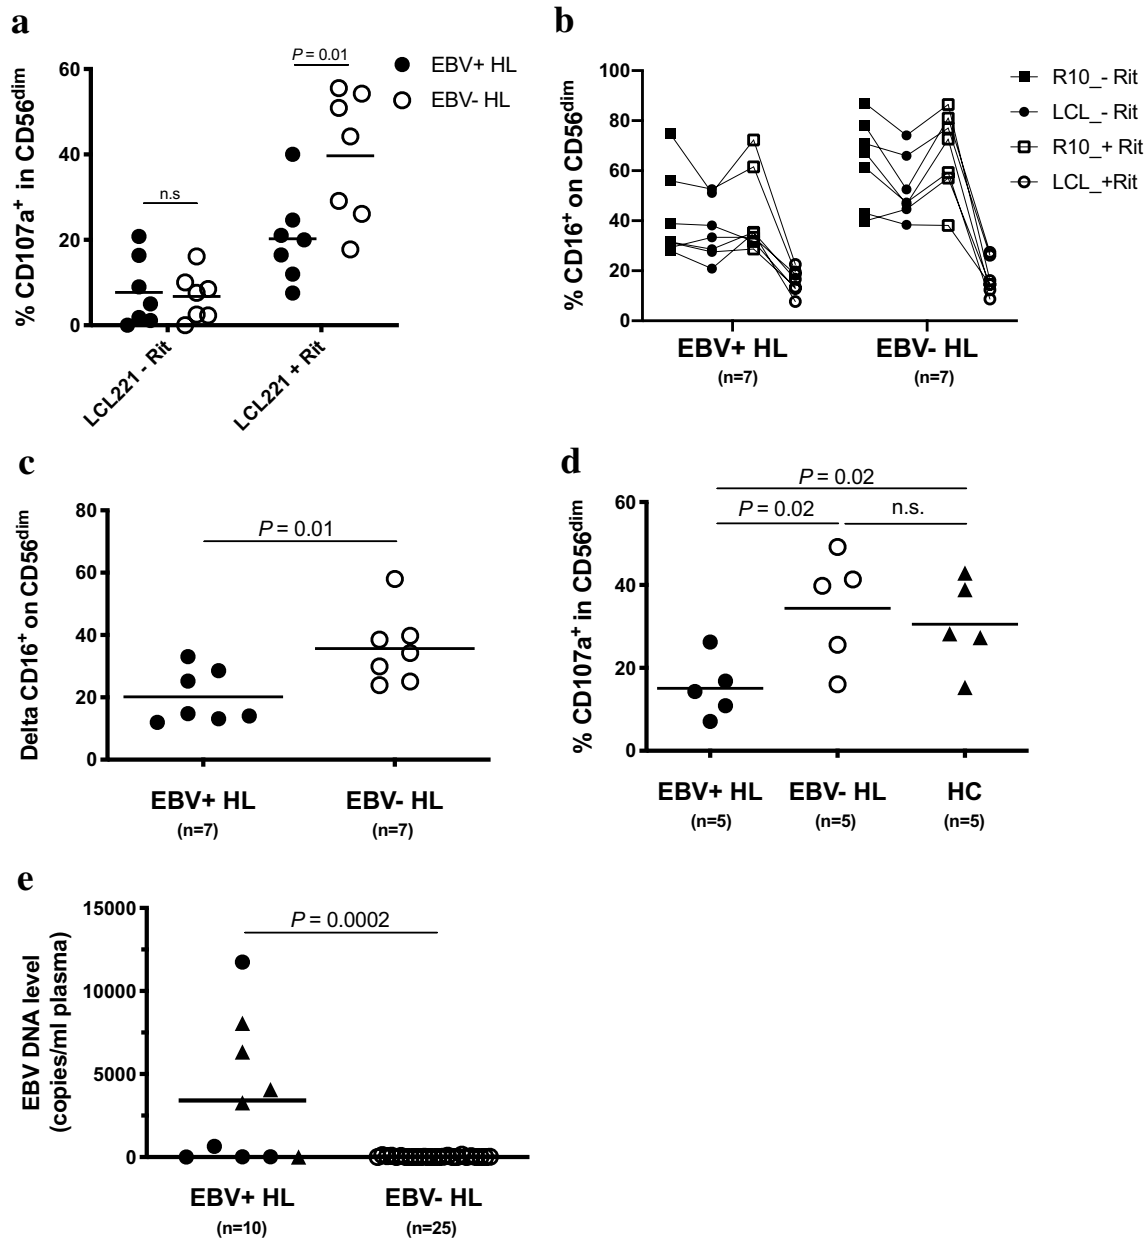 a
P = 0.01
60
40
20
0
% CD107a+ in CD56dim
n.s
EBV+ HL
EBV- HL
LCL221 - Rit
LCL221 + Rit
b
100
80
60
40
20
0
% CD16+ on CD56dim
R10_- Rit
LCL_- Rit
R10_+ Rit
LCL_+Rit
EBV+ HL
(n=7)
EBV- HL
(n=7)
c
80
60
40
20
0
Delta CD16+ on CD56dim
P = 0.01
EBV+ HL
(n=7)
EBV- HL
(n=7)
d
P = 0.02
P = 0.02
n.s.
60
40
20
0
% CD107a+ in CD56dim
EBV+ HL
(n=5)
EBV- HL
(n=5)
HC
(n=5)
e
15000
10000
5000
0
EBV DNA level
(copies/ml plasma)
P = 0.0002
EBV+ HL
(n=10)
EBV- HL
(n=25)